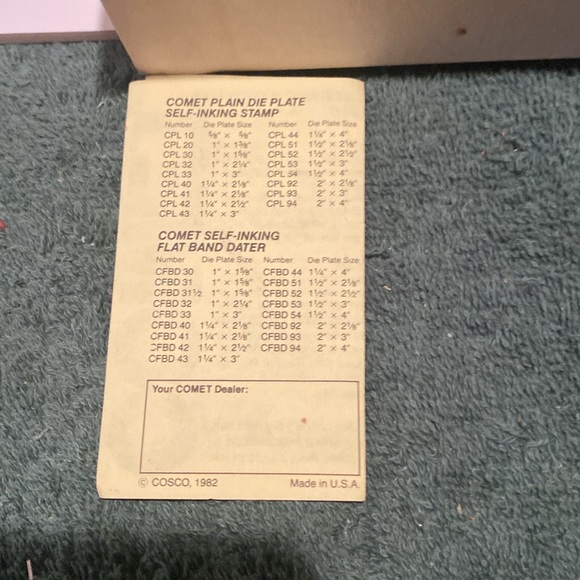 COMET PLAIN DIE PLATE
SELF-INKING STAMP
Number Die Plate Size Number Die Plate Size
CPL 10 ⅝" × ⅝" CPL 44 1¼" × 4"
CPL 20 1" × 1⅜" CPL 51 1½" × 2⅛"
CPL 30 1" × 1⅝" CPL 52 1½" × 2½"
CPL 32 1" × 2¼" CPL 53 1½" × 3"
CPL 33 1" × 3" CPL 54 1½" × 4"
CPL 40 1¼" × 2⅛" CPL 92 2" × 2⅛"
CPL 41 1¼" × 2⅛" CPL 93 2" × 3"
CPL 42 1¼" × 2½" CPL 94 2" × 4"
CPL 43 1¼" × 3"
COMET SELF-INKING
FLAT BAND DATER
Number Die Plate Size Number Die Plate Size
CFBD 30 1" × 1⅝" CFBD 44 1¼" × 4"
CFBD 31 1" × 1⅝" CFBD 51 1½" × 2⅛"
CFBD 31½ 1" × 1⅝" CFBD 52 1½" × 2½"
CFBD 32 1" × 2¼" CFBD 53 1½" × 3"
CFBD 33 1" × 3" CFBD 54 1½" × 4"
CFBD 40 1¼" × 2⅛" CFBD 92 2" × 2⅛"
CFBD 41 1¼" × 2⅛" CFBD 93 2" × 3"
CFBD 42 1¼" × 2½" CFBD 94 2" × 4"
CFBD 43 1¼" × 3"
Your COMET Dealer:
© COSCO, 1982 Made in U.S.A.